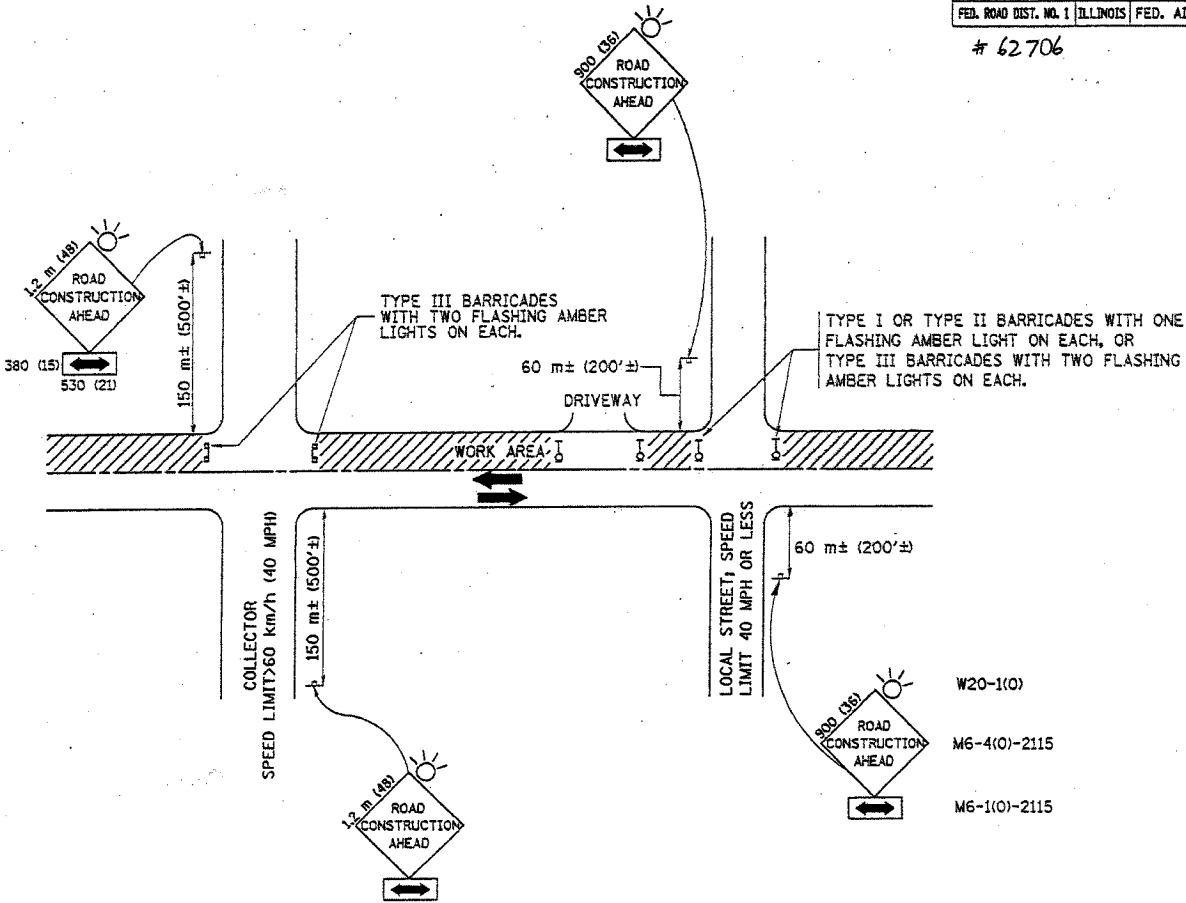 FED. ROAD DIST. NO. 1 ILLINOIS FED. AI
# 62706
900 (36)
ROAD
CONSTRUCTION
AHEAD
1.2 m (48)
ROAD
CONSTRUCTION
AHEAD
380 (15)
530 (21)
150 m± (500'±)
TYPE III BARRICADES
WITH TWO FLASHING AMBER
LIGHTS ON EACH.
60 m± (200'±)
DRIVEWAY
TYPE I OR TYPE II BARRICADES WITH ONE
FLASHING AMBER LIGHT ON EACH, OR
TYPE III BARRICADES WITH TWO FLASHING
AMBER LIGHTS ON EACH.
WORK AREA
COLLECTOR
SPEED LIMIT>60 km/h (40 MPH)
150 m± (500'±)
LOCAL STREET; SPEED
LIMIT 40 MPH OR LESS
60 m± (200'±)
1.2 m (48)
ROAD
CONSTRUCTION
AHEAD
900 (36)
ROAD
CONSTRUCTION
AHEAD
W20-1(O)
M6-4(O)-2115
M6-1(O)-2115